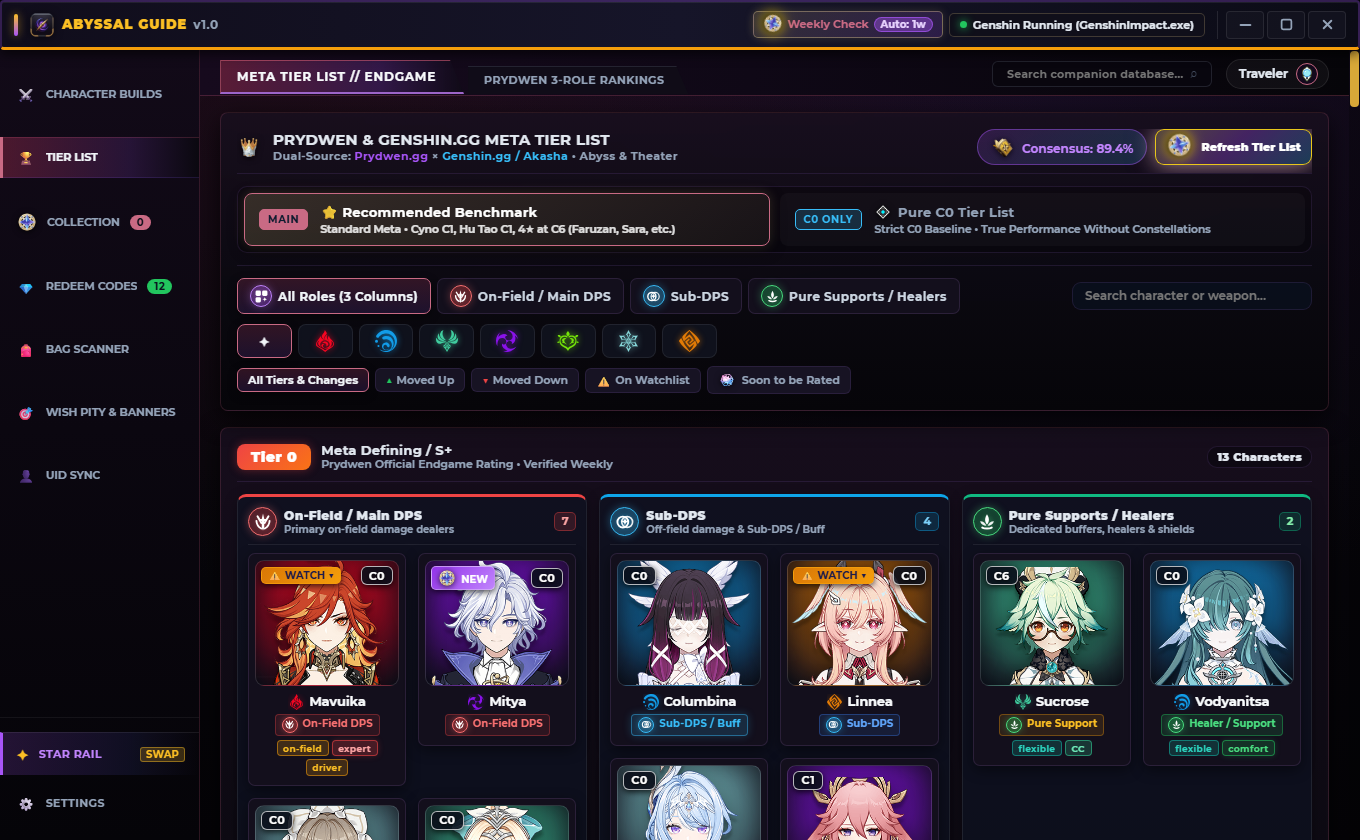 ABYSSAL GUIDE v1.0
Weekly Check Auto: 1w
Genshin Running (GenshinImpact.exe)
CHARACTER BUILDS
TIER LIST
COLLECTION 0
REDEEM CODES 12
BAG SCANNER
WISH PITY & BANNERS
UID SYNC
STAR RAIL SWAP
SETTINGS
META TIER LIST // ENDGAME
PRYDWEN 3-ROLE RANKINGS
Search companion database...
Traveler
PRYDWEN & GENSHIN.GG META TIER LIST
Dual-Source: Prydwen.gg × Genshin.gg / Akasha • Abyss & Theater
Consensus: 89.4%
Refresh Tier List
MAIN
Recommended Benchmark
Standard Meta • Cyno C1, Hu Tao C1, 4★ at C6 (Faruzan, Sara, etc.)
C0 ONLY
Pure C0 Tier List
Strict C0 Baseline • True Performance Without Constellations
All Roles (3 Columns)
On-Field / Main DPS
Sub-DPS
Pure Supports / Healers
Search character or weapon...
All Tiers & Changes
▲ Moved Up
▼ Moved Down
On Watchlist
Soon to be Rated
Tier 0
Meta Defining / S+
Prydwen Official Endgame Rating • Verified Weekly
13 Characters
On-Field / Main DPS
Primary on-field damage dealers
7
WATCH ▾
C0
Mavuika
On-Field DPS
on-field
expert
driver
NEW
C0
Mitya
On-Field DPS
C0
C0
Sub-DPS
Off-field damage & Sub-DPS / Buff
4
C0
Columbina
Sub-DPS / Buff
WATCH ▾
C0
Linnea
Sub-DPS
C0
C1
Pure Supports / Healers
Dedicated buffers, healers & shields
2
C6
Sucrose
Pure Support
flexible
CC
C0
Vodyanitsa
Healer / Support
flexible
comfort